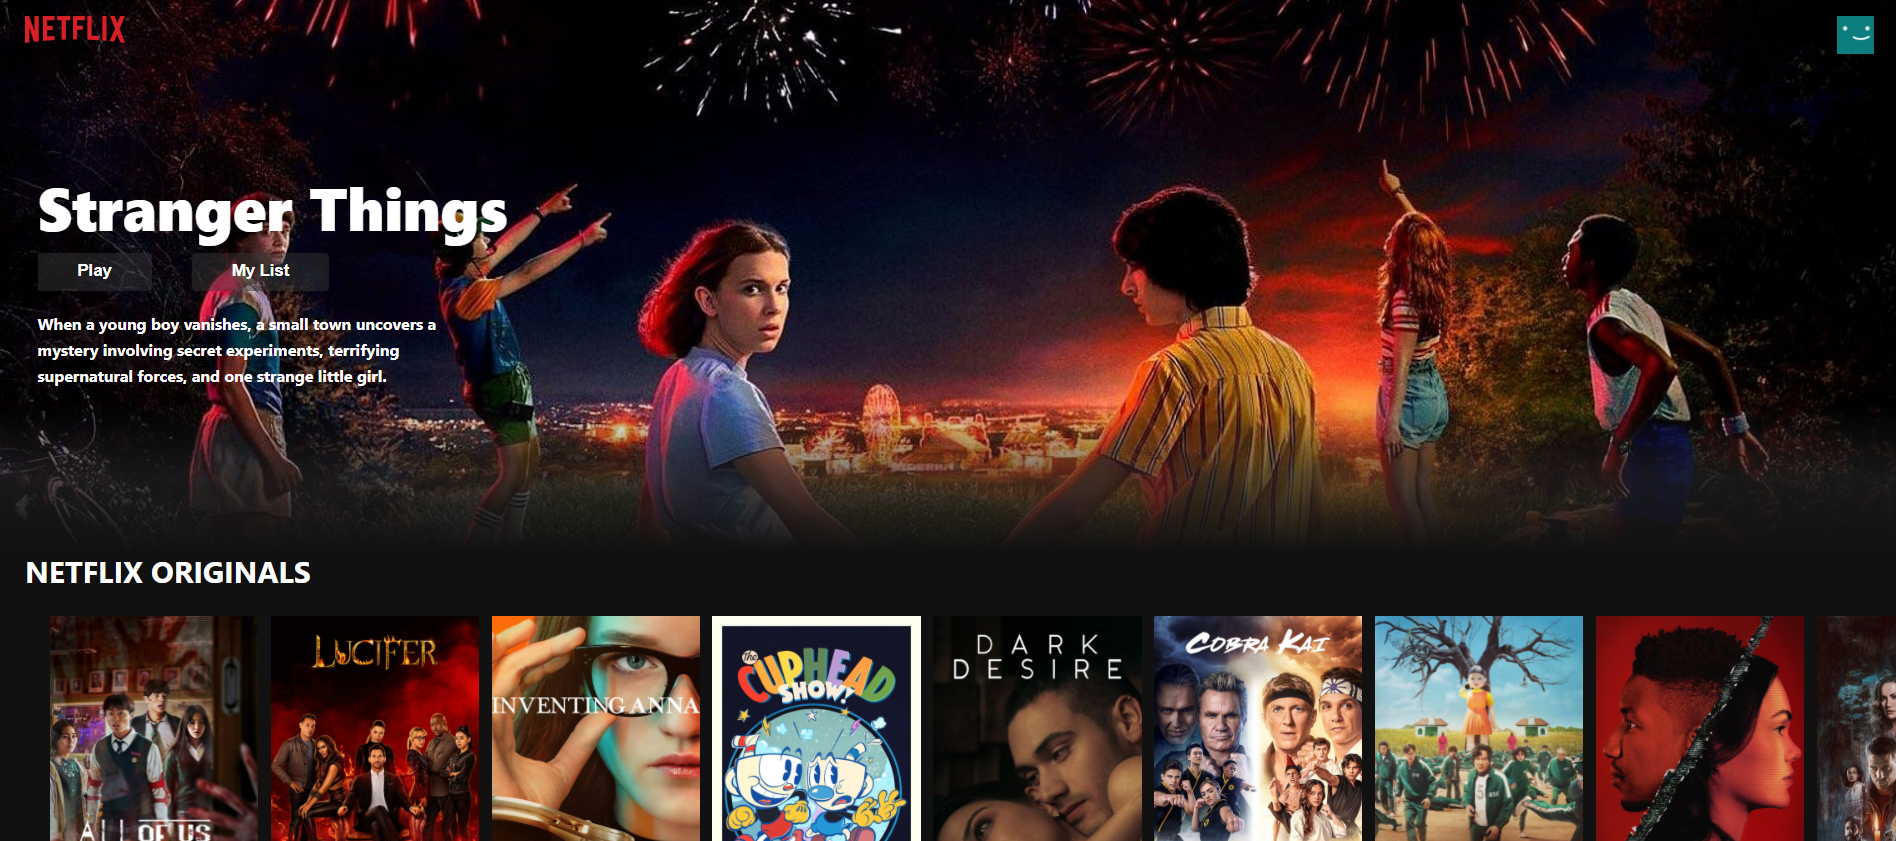 NETFLIX
Stranger Things
Play
My List
When a young boy vanishes, a small town uncovers a
mystery involving secret experiments, terrifying
supernatural forces, and one strange little girl.
NETFLIX ORIGINALS
ALL OF US
LUCIFER
INVENTING ANNA
the
CUPHEAD
SHOW!
DARK
DESIRE
COBRA KAI